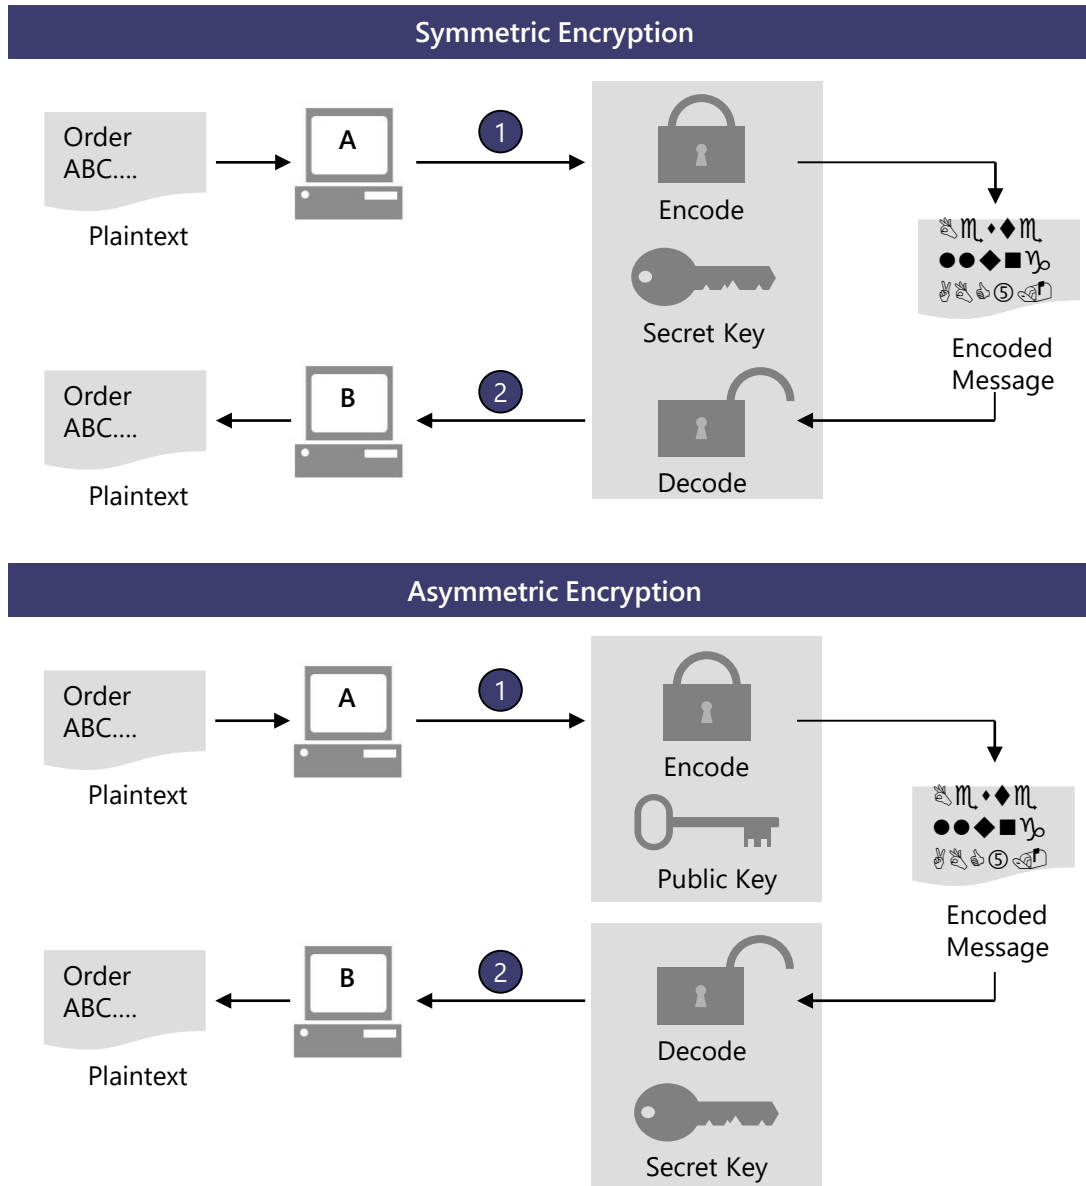 Symmetric Encryption
Order
ABC....
Plaintext
A
1
Encode
Secret Key
Encoded
Message
Order
ABC....
Plaintext
B
2
Decode
Asymmetric Encryption
Order
ABC....
Plaintext
A
1
Encode
Public Key
Encoded
Message
Order
ABC....
Plaintext
B
2
Decode
Secret Key